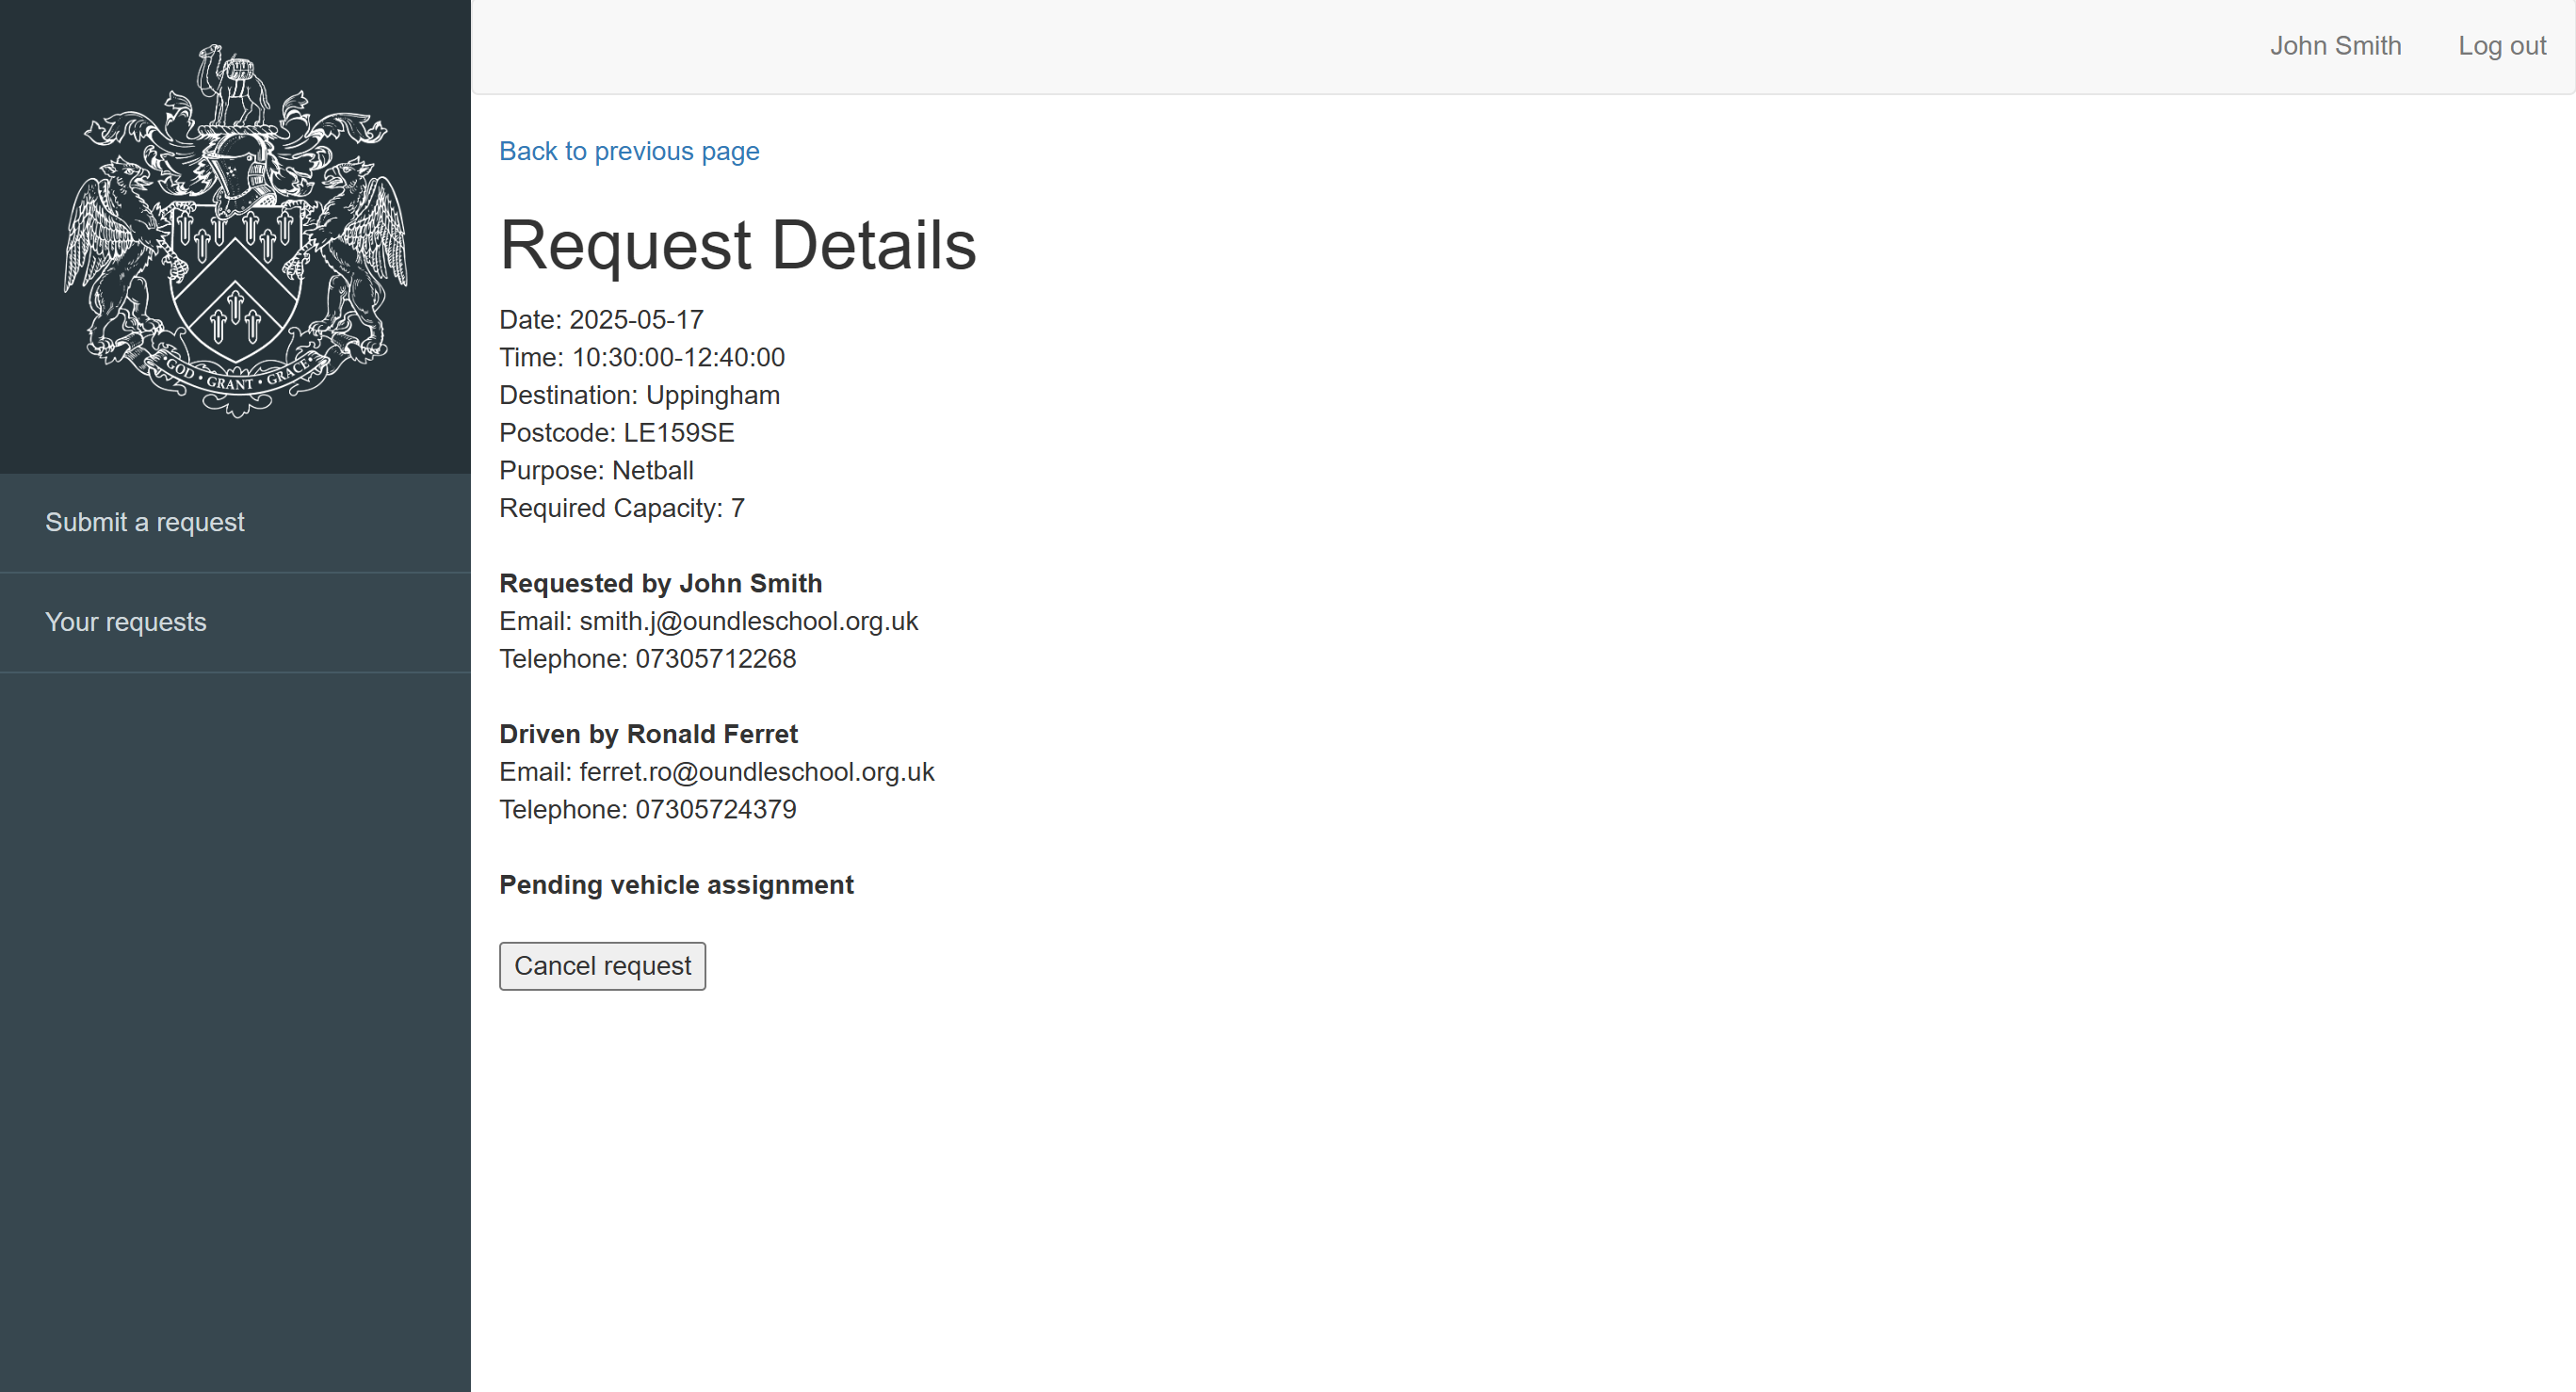 GOD · GRANT · GRACE
Submit a request
Your requests
John Smith
Log out
Back to previous page
Request Details
Date: 2025-05-17
Time: 10:30:00-12:40:00
Destination: Uppingham
Postcode: LE159SE
Purpose: Netball
Required Capacity: 7
Requested by John Smith
Email: smith.j@oundleschool.org.uk
Telephone: 07305712268
Driven by Ronald Ferret
Email: ferret.ro@oundleschool.org.uk
Telephone: 07305724379
Pending vehicle assignment
Cancel request